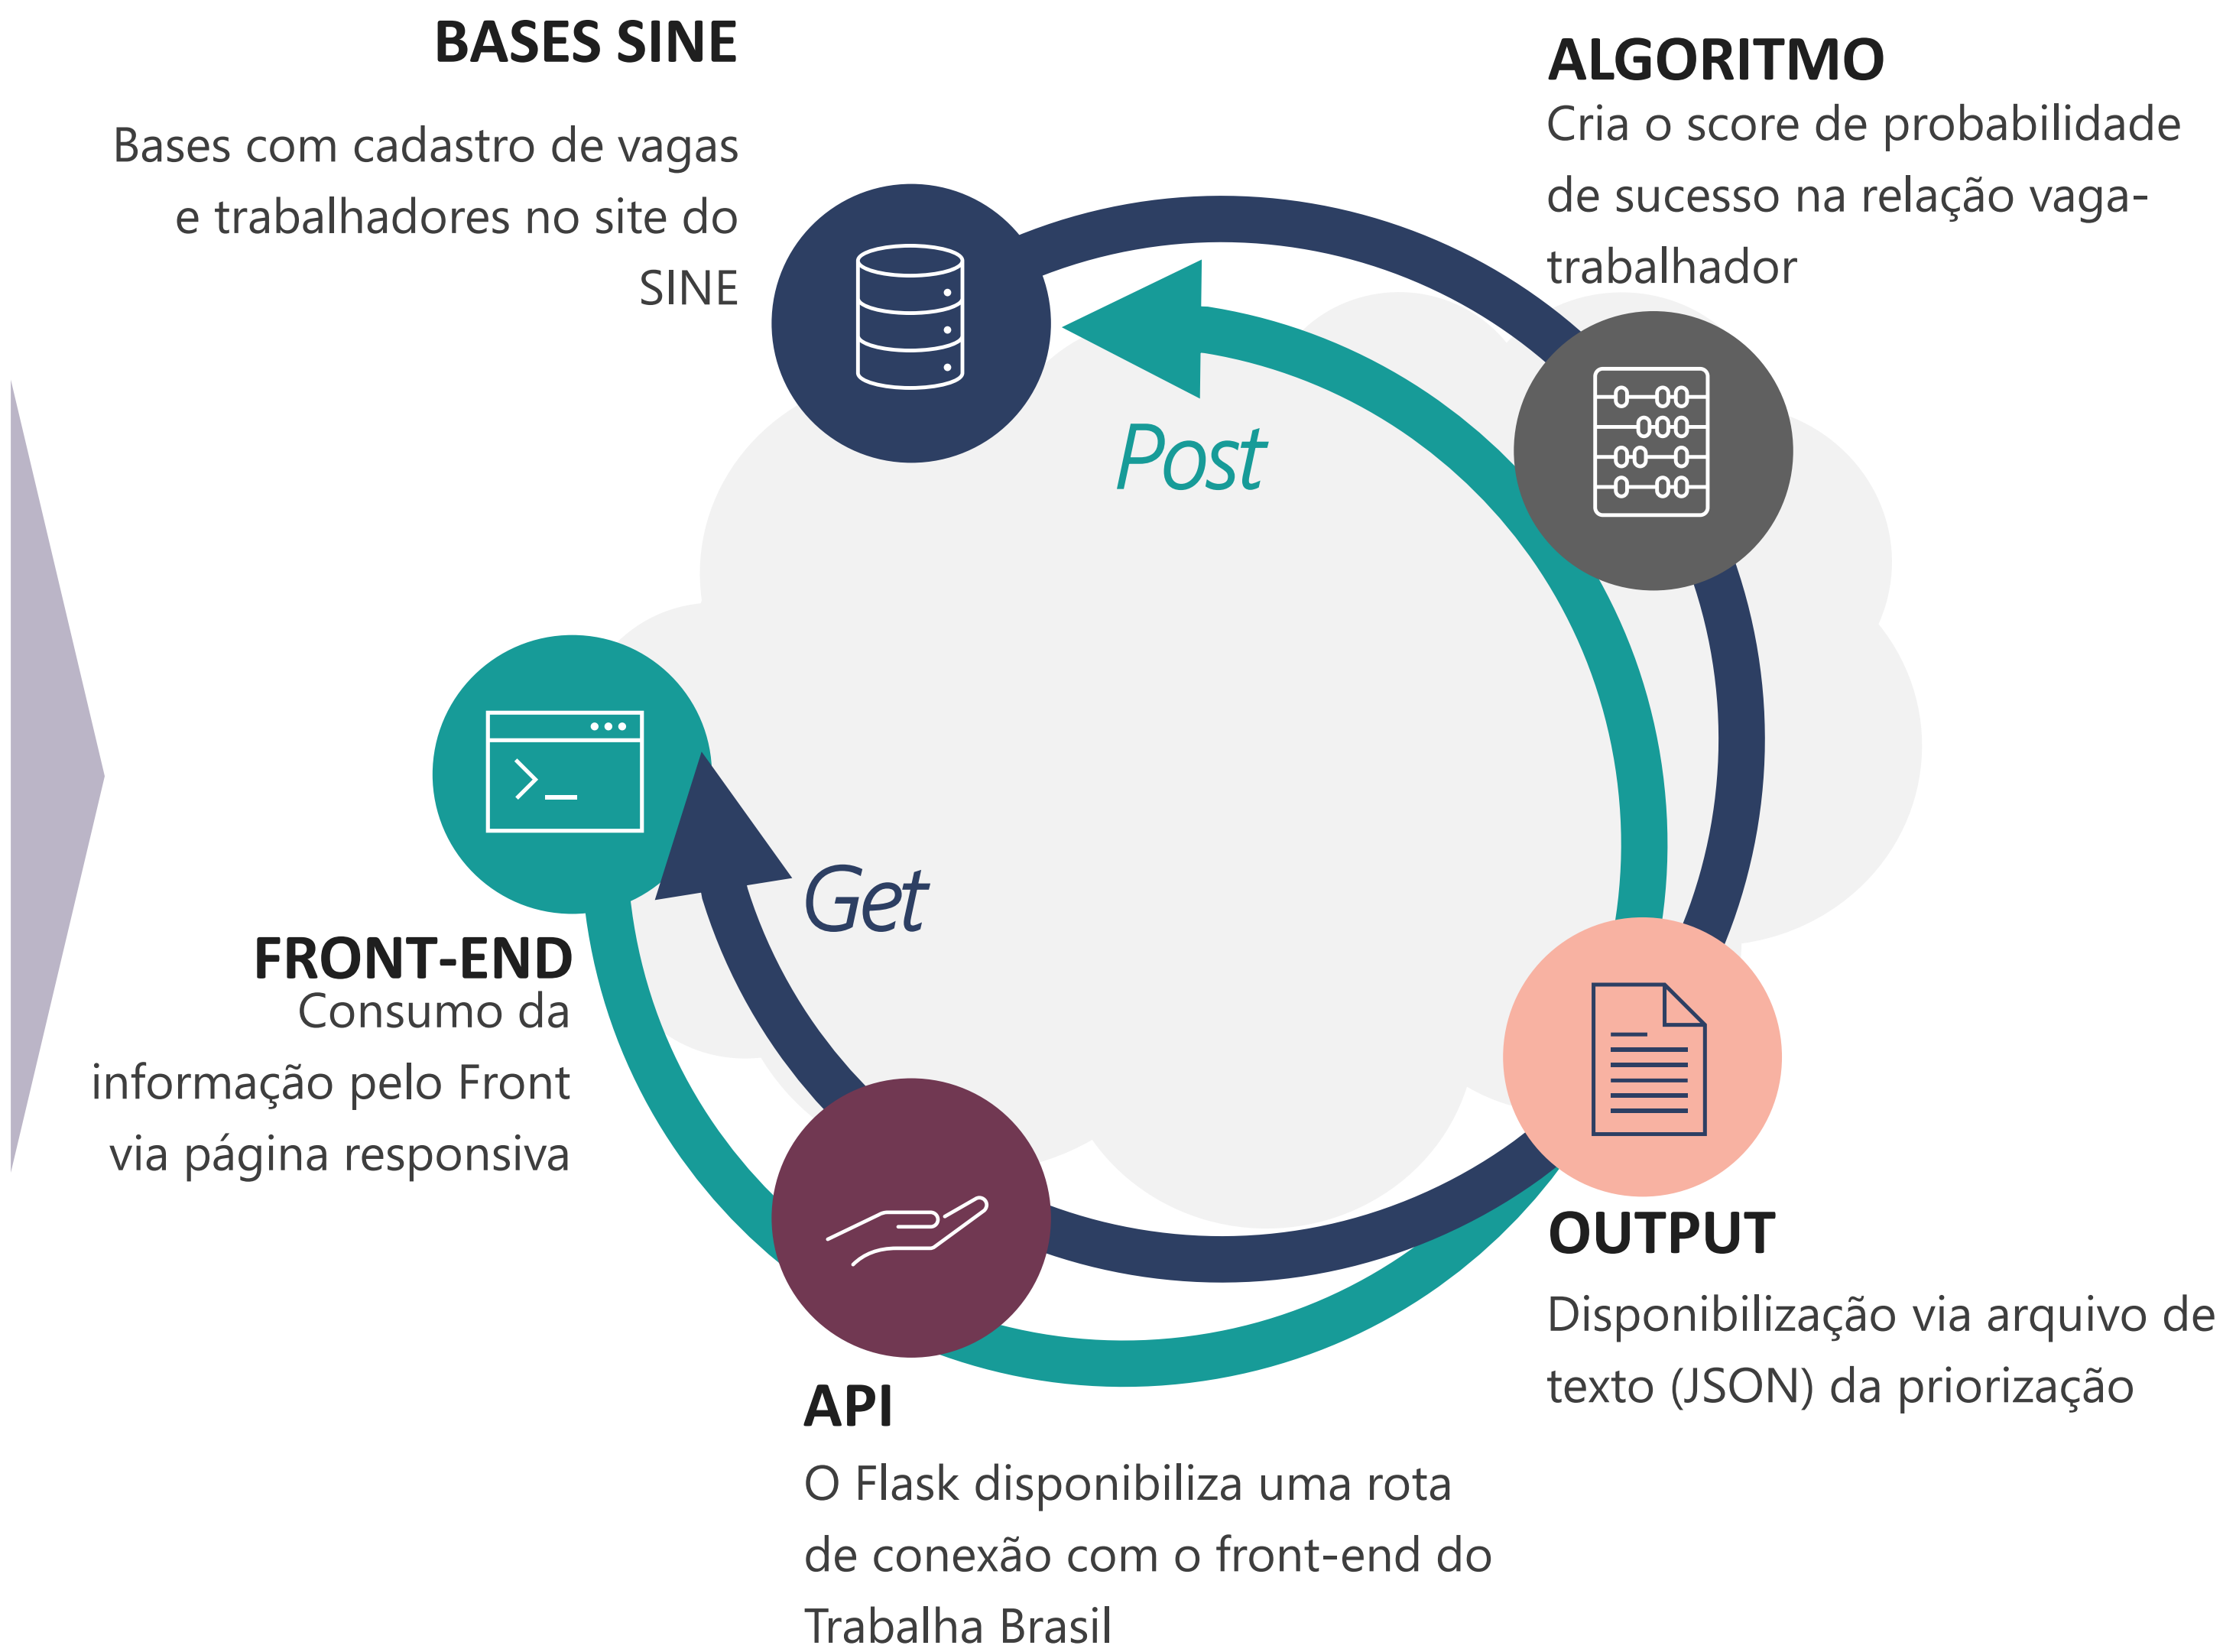 BASES SINE
Bases com cadastro de vagas
e trabalhadores no site do
SINE
ALGORITMO
Cria o score de probabilidade
de sucesso na relação vaga-
trabalhador
Post
Get
FRONT-END
Consumo da
informação pelo Front
via página responsiva
OUTPUT
Disponibilização via arquivo de
texto (JSON) da priorização
API
O Flask disponibiliza uma rota
de conexão com o front-end do
Trabalha Brasil